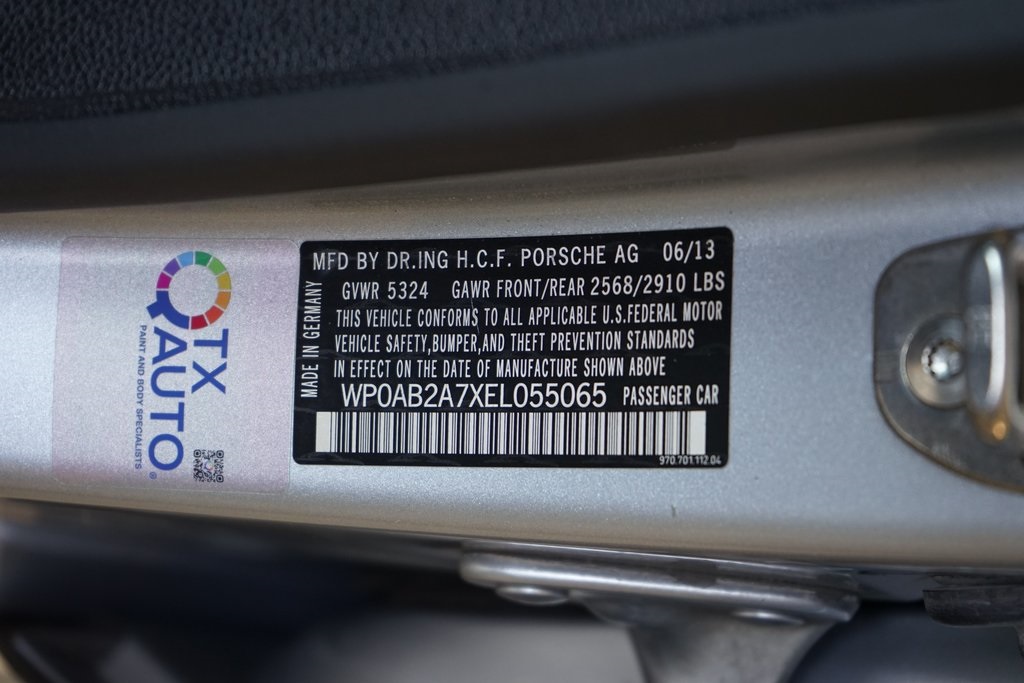 MFD BY DR.ING H.C.F. PORSCHE AG 06/13
GVWR 5324 GAWR FRONT/REAR 2568/2910 LBS
THIS VEHICLE CONFORMS TO ALL APPLICABLE U.S.FEDERAL MOTOR
VEHICLE SAFETY,BUMPER,AND THEFT PREVENTION STANDARDS
IN EFFECT ON THE DATE OF MANUFACTURE SHOWN ABOVE
WP0AB2A7XEL055065 PASSENGER CAR
970.701.112.04
MADE IN GERMANY
TX
AUTO®
PAINT AND BODY SPECIALISTS